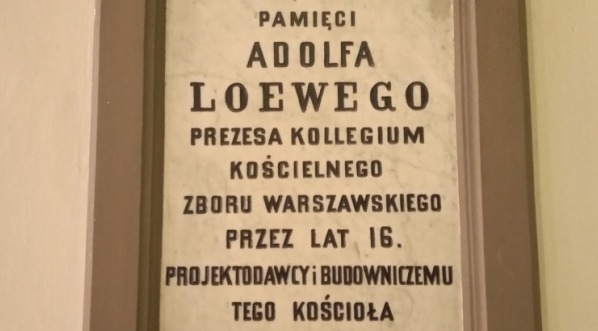 PAMIĘCI
ADOLFA
LOEWEGO
PREZESA KOLLEGIUM
KOŚCIELNEGO
ZBORU WARSZAWSKIEGO
PRZEZ LAT 16.
PROJEKTODAWCY i BUDOWNICZEMU
TEGO KOŚCIOŁA